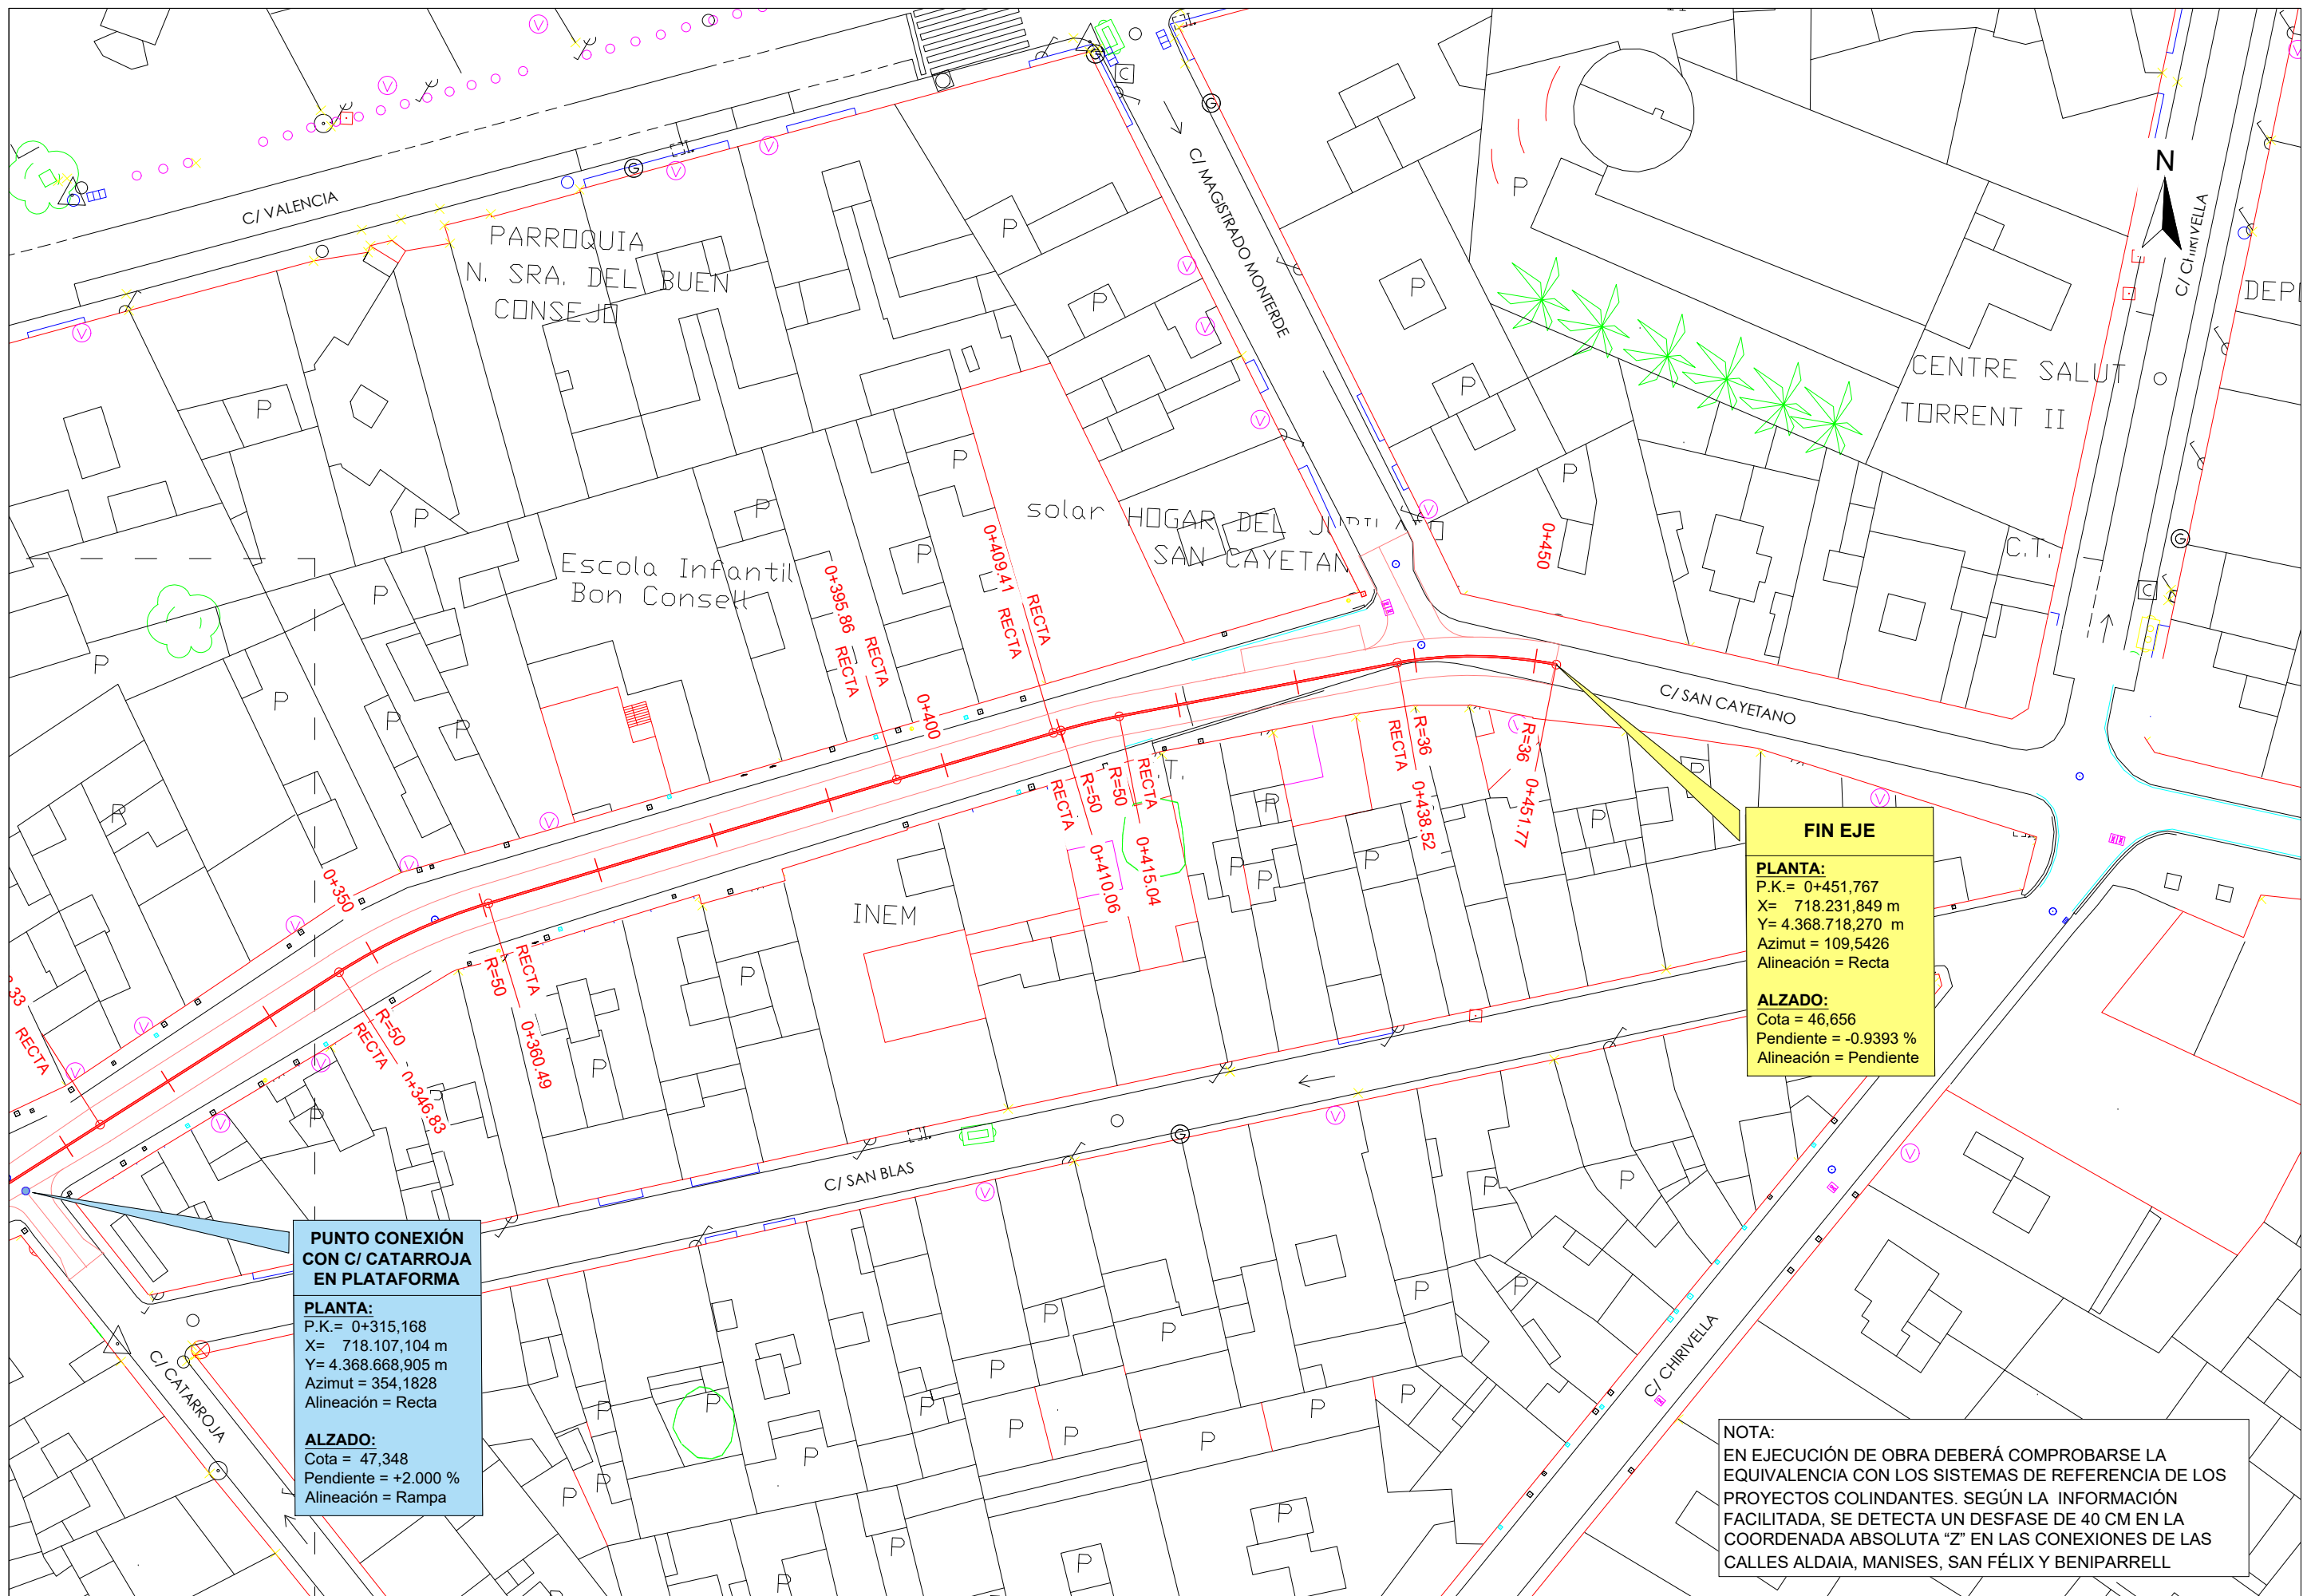 C/ VALENCIA
PARROQUIA
N. SRA. DEL BUEN
CONSEJO
C/ MAGISTRADO MONTERDE
N
C/ CHIRIVELLA
CENTRE SALUT
TORRENT II
C.T.
solar HOGAR DEL
SAN CAYETAN
Escola Infantil
Bon Consell
0+395.86 RECTA
RECTA
0+409.41 RECTA
RECTA
0+400
0+450
C/ SAN CAYETANO
0+350
.33 RECTA
RECTA
R=50
0+346.83
R=50
RECTA
0+360.49
INEM
RECTA
R=50
0+410.06
R=50
RECTA
0+415.04
RECTA
R=36
0+438.52
R=36 0+451.77
FIN EJE
PLANTA:
P.K.= 0+451,767
X= 718.231,849 m
Y= 4.368.718,270 m
Azimut = 109,5426
Alineación = Recta
ALZADO:
Cota = 46,656
Pendiente = -0.9393 %
Alineación = Pendiente
C/ SAN BLAS
PUNTO CONEXIÓN
CON C/ CATARROJA
EN PLATAFORMA
PLANTA:
P.K.= 0+315,168
X= 718.107,104 m
Y= 4.368.668,905 m
Azimut = 354,1828
Alineación = Recta
ALZADO:
Cota = 47,348
Pendiente = +2.000 %
Alineación = Rampa
C/ CATARROJA
C/ CHIRIVELLA
NOTA:
EN EJECUCIÓN DE OBRA DEBERÁ COMPROBARSE LA
EQUIVALENCIA CON LOS SISTEMAS DE REFERENCIA DE LOS
PROYECTOS COLINDANTES. SEGÚN LA INFORMACIÓN
FACILITADA, SE DETECTA UN DESFASE DE 40 CM EN LA
COORDENADA ABSOLUTA “Z” EN LAS CONEXIONES DE LAS
CALLES ALDAIA, MANISES, SAN FÉLIX Y BENIPARRELL